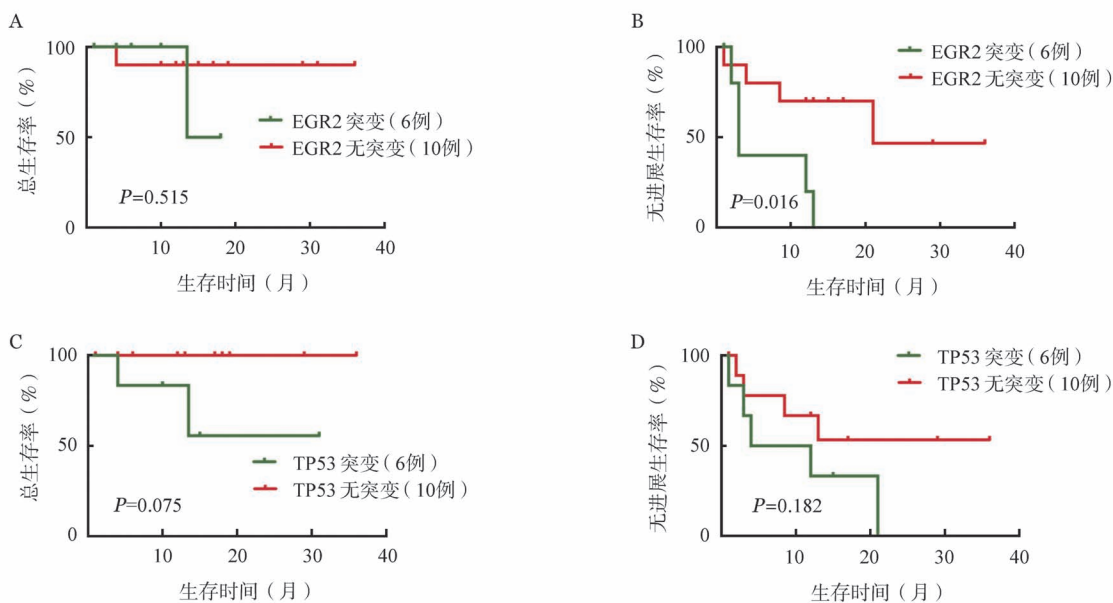 A
总生存率（%）
100
50
0
EGR2 突变（6例）
EGR2 无突变（10例）
P=0.515
10 20 30 40
生存时间（月）
B
无进展生存率（%）
100
50
0
EGR2 突变（6例）
EGR2 无突变（10例）
P=0.016
10 20 30 40
生存时间（月）
C
总生存率（%）
100
50
0
TP53 突变（6例）
TP53 无突变（10例）
P=0.075
10 20 30 40
生存时间（月）
D
无进展生存率（%）
100
50
0
TP53 突变（6例）
TP53 无突变（10例）
P=0.182
10 20 30 40
生存时间（月）